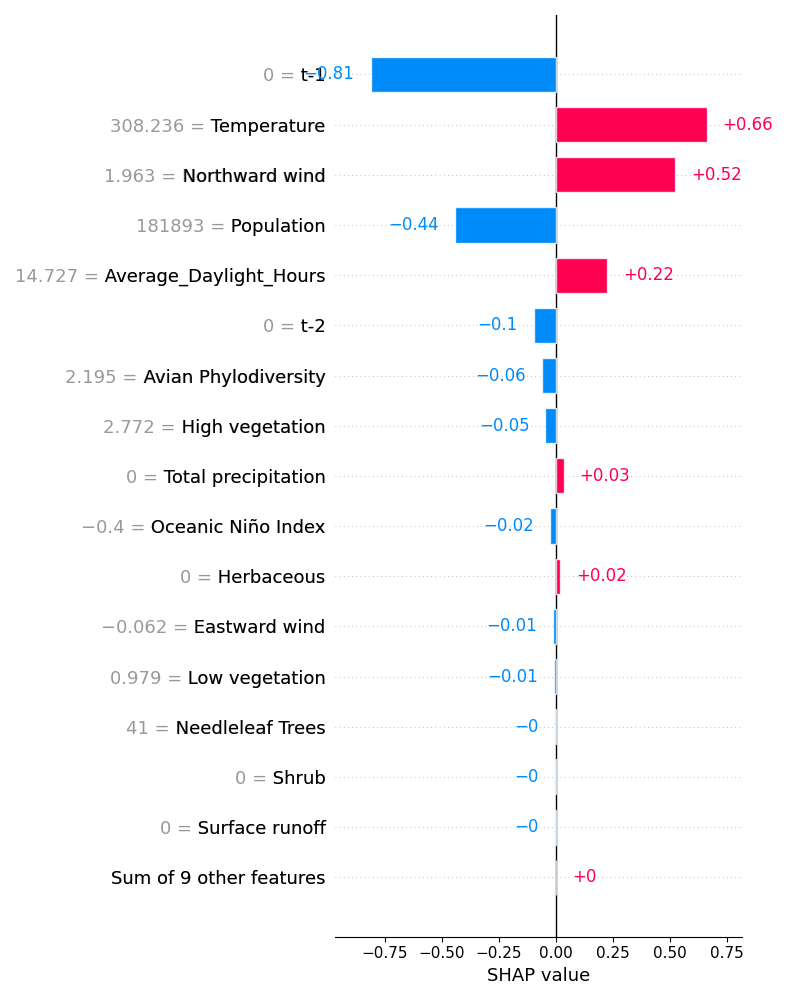 0 = t-1 −0.81
308.236 = Temperature +0.66
1.963 = Northward wind +0.52
181893 = Population −0.44
14.727 = Average_Daylight_Hours +0.22
0 = t-2 −0.1
2.195 = Avian Phylodiversity −0.06
2.772 = High vegetation −0.05
0 = Total precipitation +0.03
−0.4 = Oceanic Niño Index −0.02
0 = Herbaceous +0.02
−0.062 = Eastward wind −0.01
0.979 = Low vegetation −0.01
41 = Needleleaf Trees −0
0 = Shrub −0
0 = Surface runoff −0
Sum of 9 other features +0
−0.75 −0.50 −0.25 0.00 0.25 0.50 0.75
SHAP value